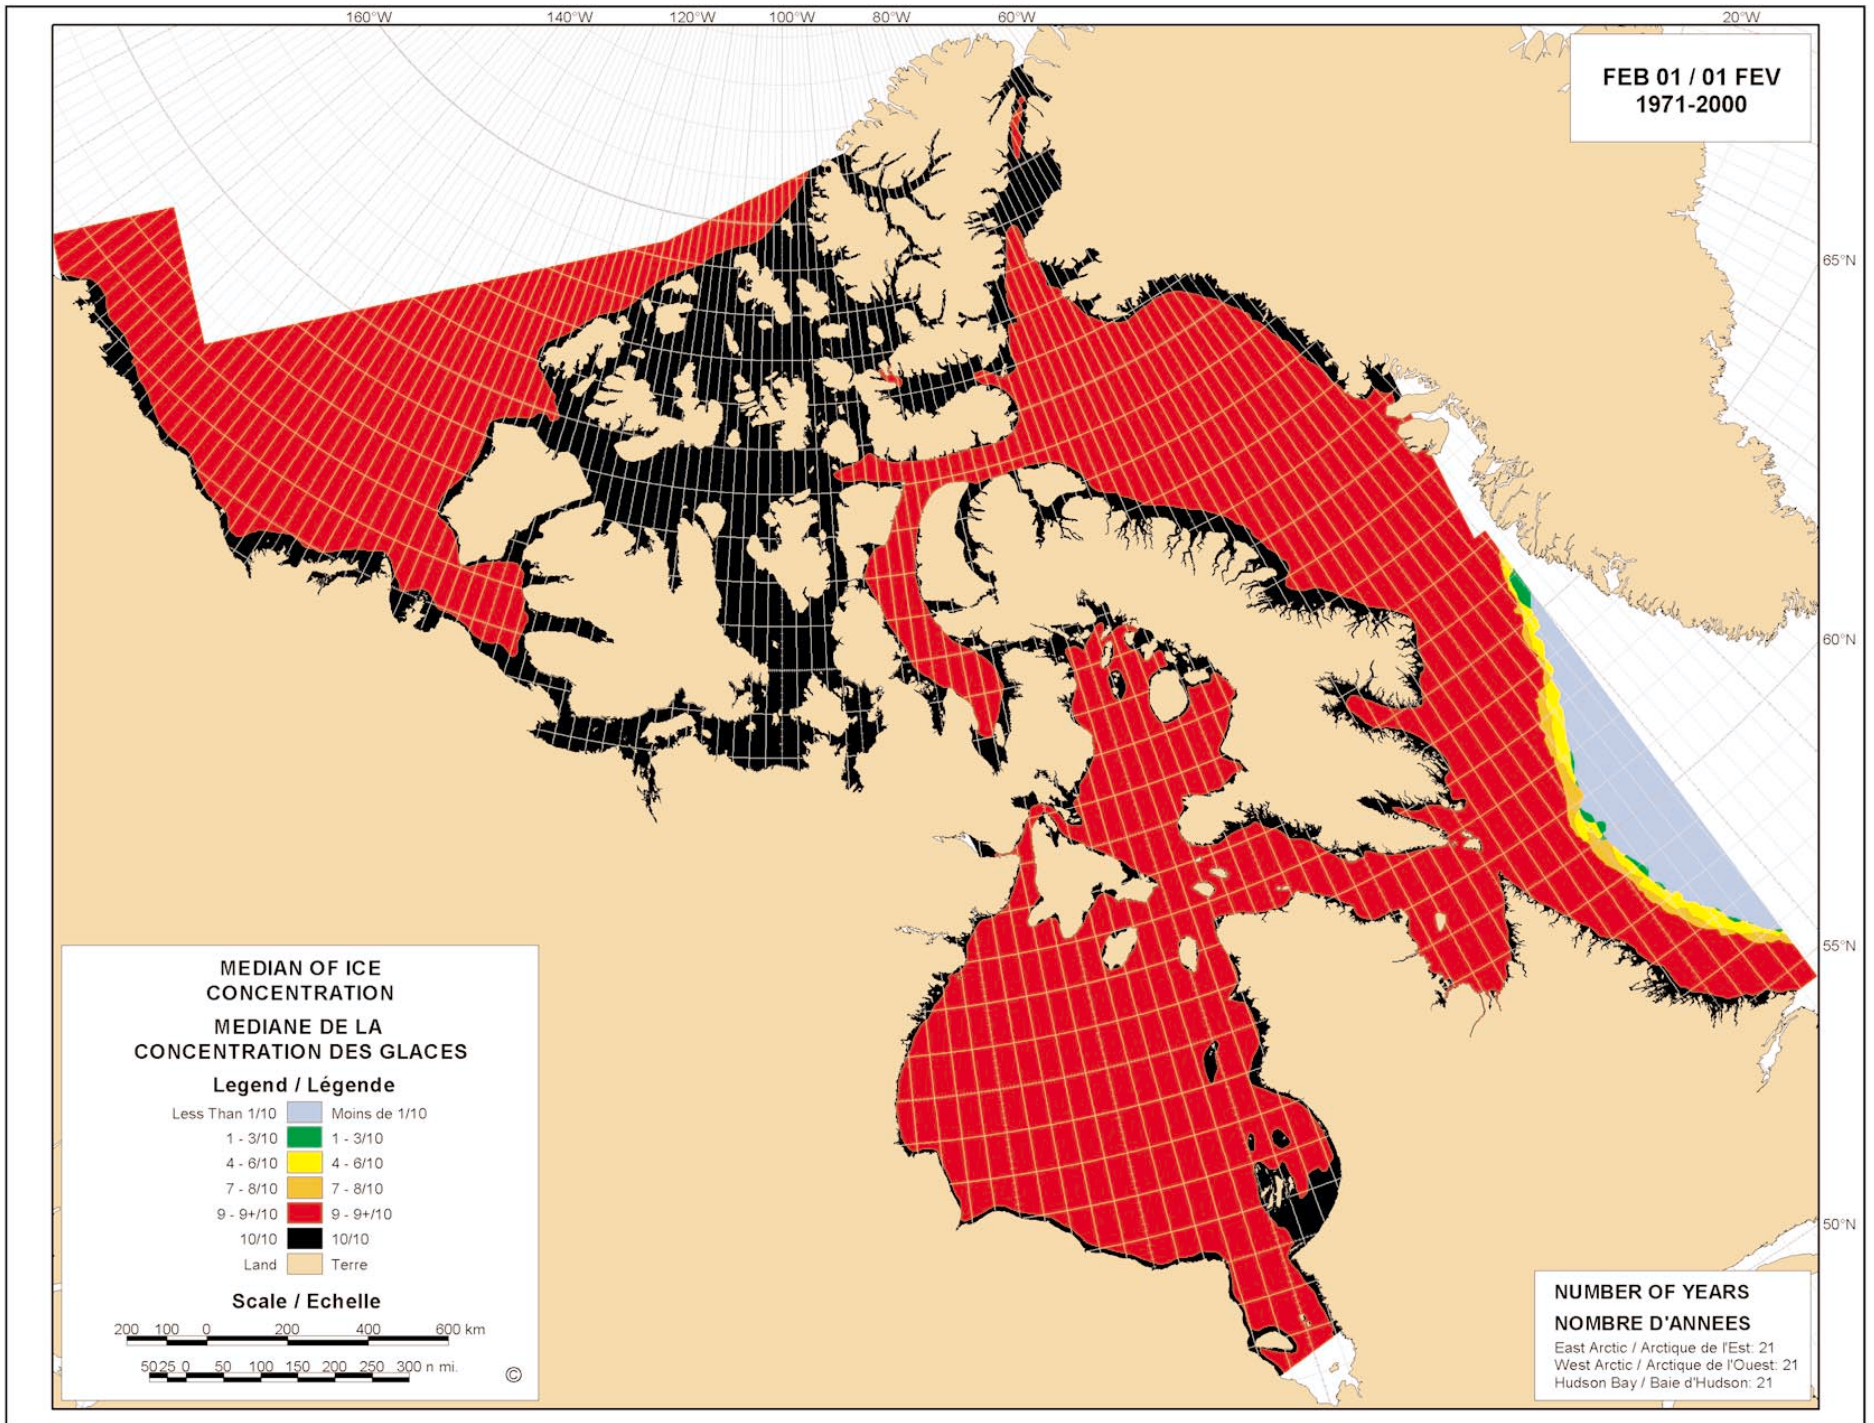 160°W 140°W 120°W 100°W 80°W 60°W 20°W
FEB 01 / 01 FEV
1971-2000
65°N
60°N
55°N
50°N
MEDIAN OF ICE
CONCENTRATION
MEDIANE DE LA
CONCENTRATION DES GLACES
Legend / Légende
Less Than 1/10 Moins de 1/10
1 - 3/10 1 - 3/10
4 - 6/10 4 - 6/10
7 - 8/10 7 - 8/10
9 - 9+/10 9 - 9+/10
10/10 10/10
Land Terre
Scale / Echelle
200 100 0 200 400 600 km
50 25 0 50 100 150 200 250 300 n mi.
©
NUMBER OF YEARS
NOMBRE D'ANNEES
East Arctic / Arctique de l'Est: 21
West Arctic / Arctique de l'Ouest: 21
Hudson Bay / Baie d'Hudson: 21